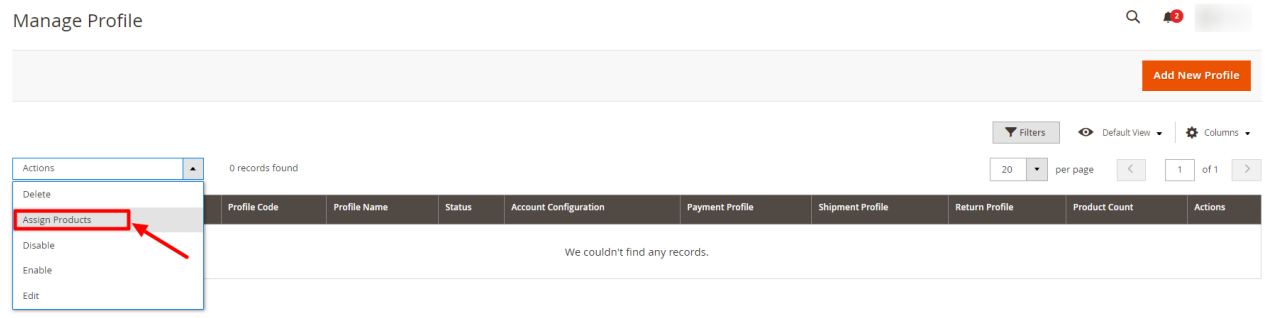 Manage Profile
2
Add New Profile
Filters
Default View
Columns
Actions
0 records found
20
per page
1
of 1
Delete
Assign Products
Disable
Enable
Edit
Profile Code
Profile Name
Status
Account Configuration
Payment Profile
Shipment Profile
Return Profile
Product Count
Actions
We couldn't find any records.